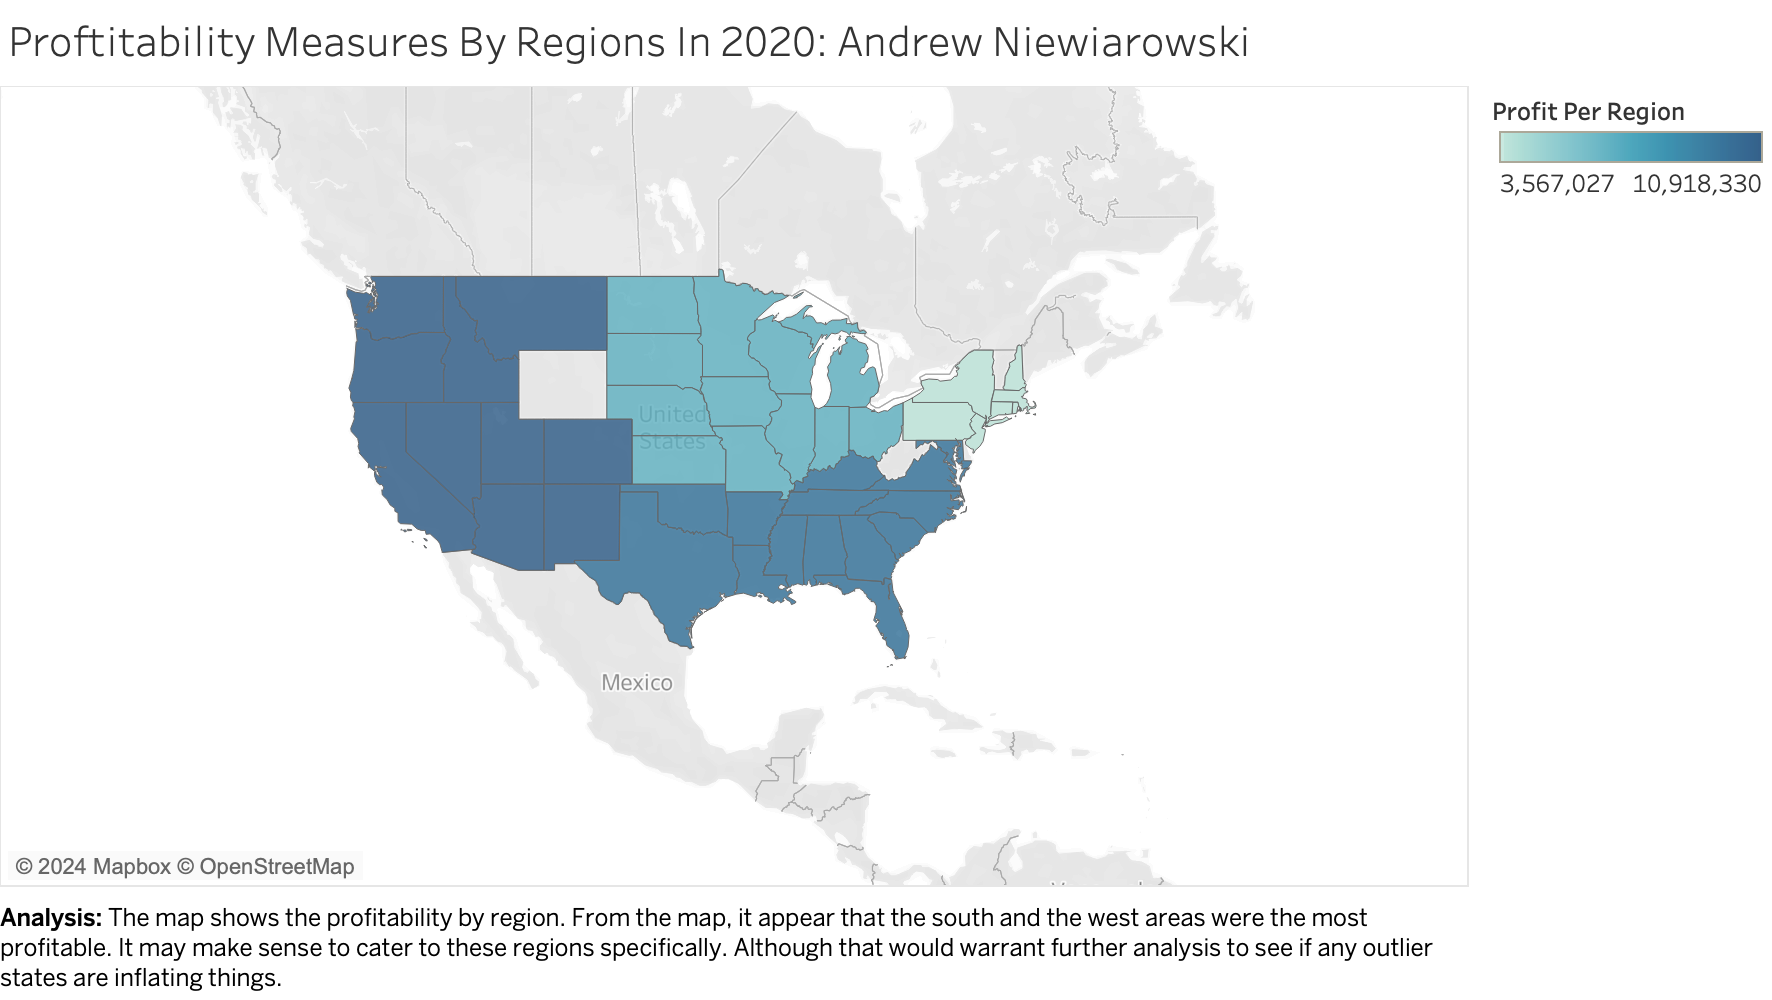 Proftitability Measures By Regions In 2020: Andrew Niewiarowski
Profit Per Region
3,567,027 10,918,330
United
States
Mexico
© 2024 Mapbox © OpenStreetMap
Analysis: The map shows the profitability by region. From the map, it appear that the south and the west areas were the most
profitable. It may make sense to cater to these regions specifically. Although that would warrant further analysis to see if any outlier
states are inflating things.